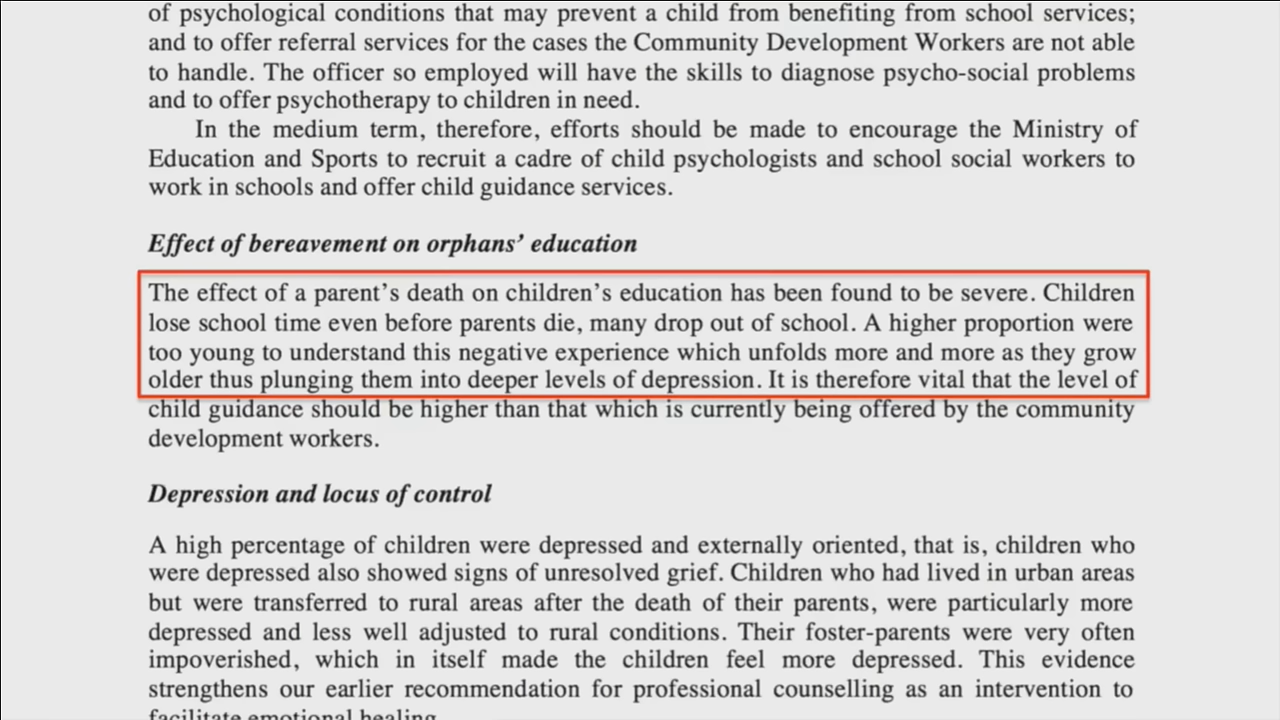 of psychological conditions that may prevent a child from benefiting from school services;
and to offer referral services for the cases the Community Development Workers are not able
to handle. The officer so employed will have the skills to diagnose psycho-social problems
and to offer psychotherapy to children in need.
In the medium term, therefore, efforts should be made to encourage the Ministry of
Education and Sports to recruit a cadre of child psychologists and school social workers to
work in schools and offer child guidance services.
Effect of bereavement on orphans’ education
The effect of a parent’s death on children’s education has been found to be severe. Children
lose school time even before parents die, many drop out of school. A higher proportion were
too young to understand this negative experience which unfolds more and more as they grow
older thus plunging them into deeper levels of depression. It is therefore vital that the level of
child guidance should be higher than that which is currently being offered by the community
development workers.
Depression and locus of control
A high percentage of children were depressed and externally oriented, that is, children who
were depressed also showed signs of unresolved grief. Children who had lived in urban areas
but were transferred to rural areas after the death of their parents, were particularly more
depressed and less well adjusted to rural conditions. Their foster-parents were very often
impoverished, which in itself made the children feel more depressed. This evidence
strengthens our earlier recommendation for professional counselling as an intervention to
facilitate emotional healing.